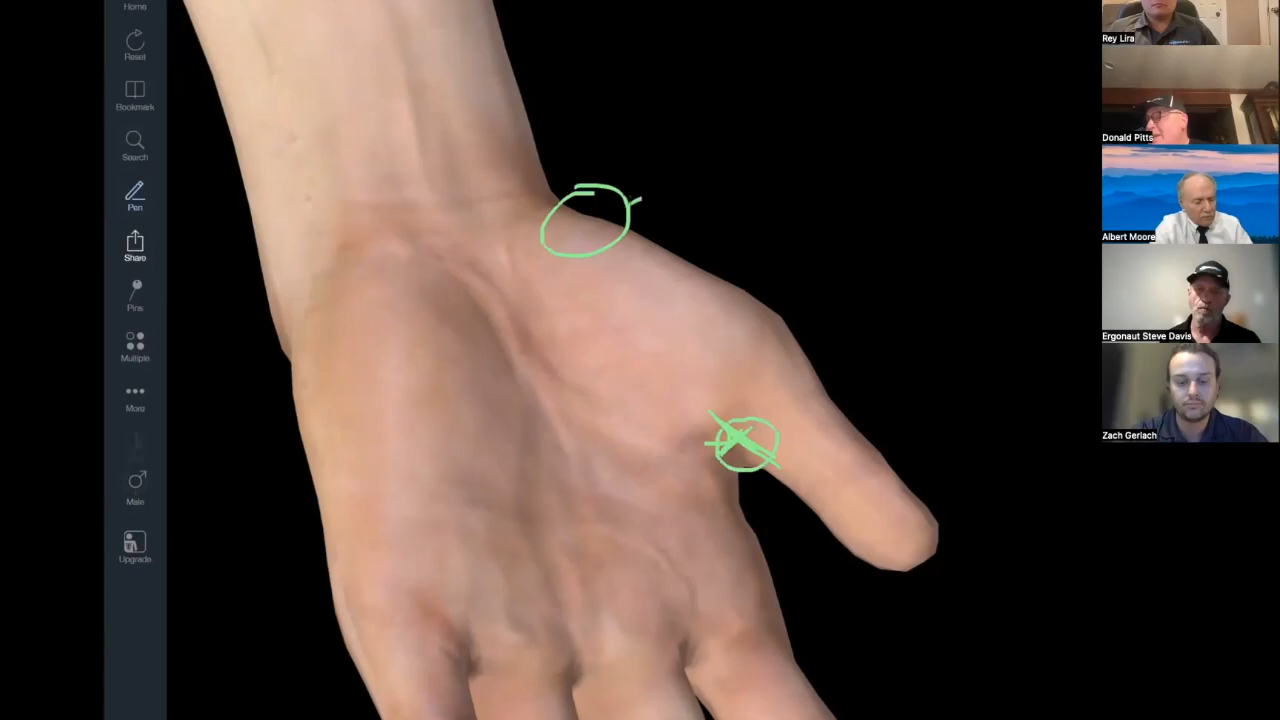 Home
Reset
Bookmark
Search
Pen
Share
Pins
Multiple
More
Male
Upgrade
Rey Lira
Donald Pitts
Albert Moore
Ergonaut Steve Davis
Zach Gerlach